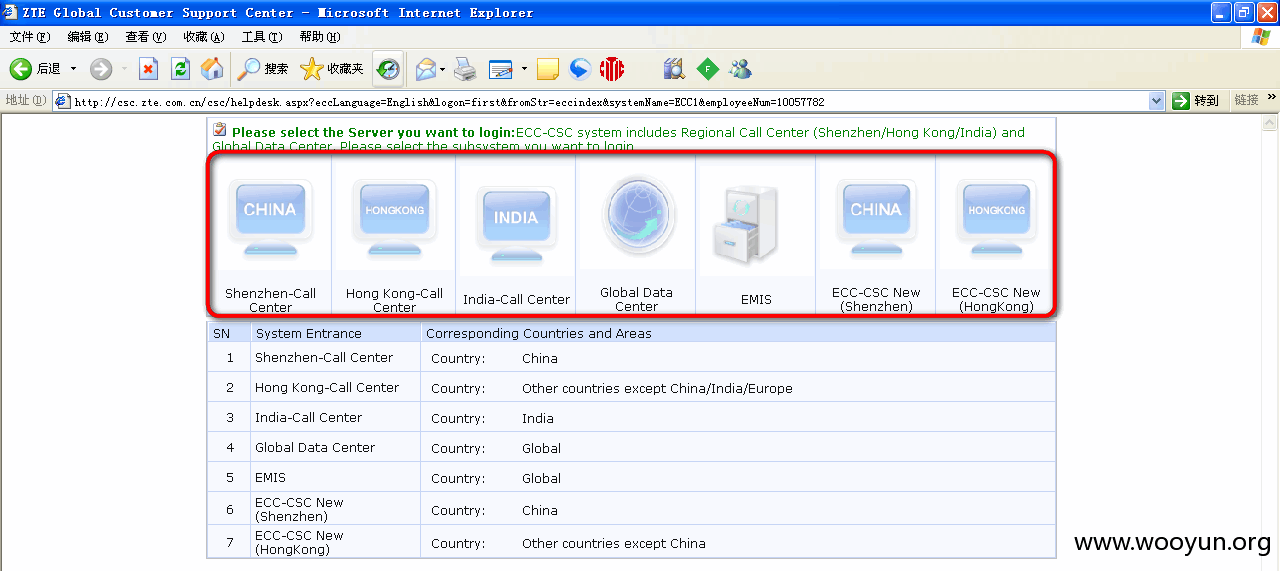 ZTE Global Customer Support Center - Microsoft Internet Explorer
文件(F) 编辑(E) 查看(V) 收藏(A) 工具(T) 帮助(H)
后退 搜索 收藏夹
地址(D) http://csc.zte.com.cn/csc/helpdesk.aspx?eccLanguage=English&logon=first&fromStr=eccindex&systemName=ECC1&employeeNum=10057782 转到 链接 »
Please select the Server you want to login:ECC-CSC system includes Regional Call Center (Shenzhen/Hong Kong/India) and
Global Data Center. Please select the subsystem you want to login
CHINA HONGKONG INDIA CHINA HONGKONG
Shenzhen-Call Center
Hong Kong-Call Center
India-Call Center
Global Data Center
EMIS
ECC-CSC New (Shenzhen)
ECC-CSC New (HongKong)
SN System Entrance Corresponding Countries and Areas
1 Shenzhen-Call Center Country: China
2 Hong Kong-Call Center Country: Other countries except China/India/Europe
3 India-Call Center Country: India
4 Global Data Center Country: Global
5 EMIS Country: Global
6 ECC-CSC New (Shenzhen) Country: China
7 ECC-CSC New (HongKong) Country: Other countries except China
www.wooyun.org